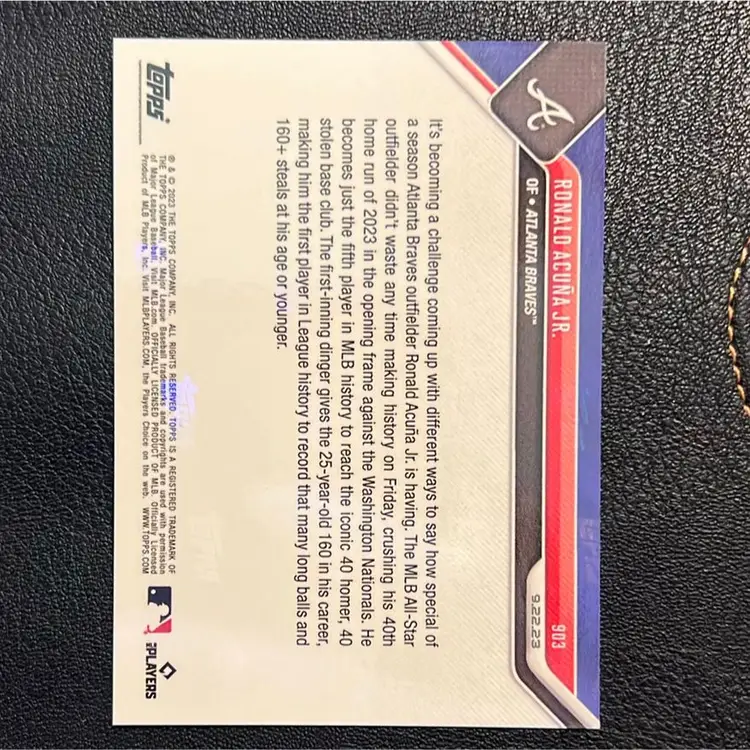 A
RONALD ACUÑA JR.
903
OF • ATLANTA BRAVES™
9.22.23
It's becoming a challenge coming up with different ways to say how special of
a season Atlanta Braves outfielder Ronald Acuña Jr. is having. The MLB All-Star
outfielder didn't waste any time making history on Friday, crushing his 40th
home run of 2023 in the opening frame against the Washington Nationals. He
becomes just the fifth player in MLB history to reach the iconic 40 homer, 40
stolen base club. The first-inning dinger gives the 25-year-old 160 in his career,
making him the first player in League history to record that many long balls and
160+ steals at his age or younger.
topps
® & © 2023 THE TOPPS COMPANY, INC. ALL RIGHTS RESERVED. TOPPS IS A REGISTERED TRADEMARK OF
THE TOPPS COMPANY, INC. Major League Baseball trademarks and copyrights are used with permission
of Major League Baseball. Visit MLB.com. OFFICIALLY LICENSED PRODUCT OF MLB. Officially Licensed
Product of MLB Players, Inc. Visit MLBPLAYERS.COM, the Players Choice on the web. WWW.TOPPS.COM
PLAYERS